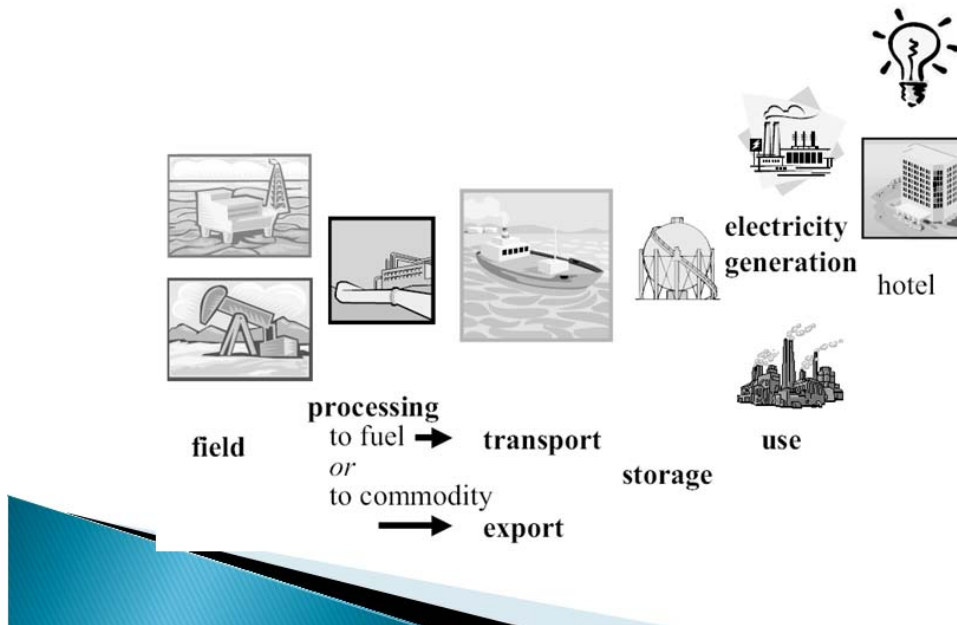 electricity
generation
hotel
processing
to fuel
or
to commodity
field
transport
export
storage
use